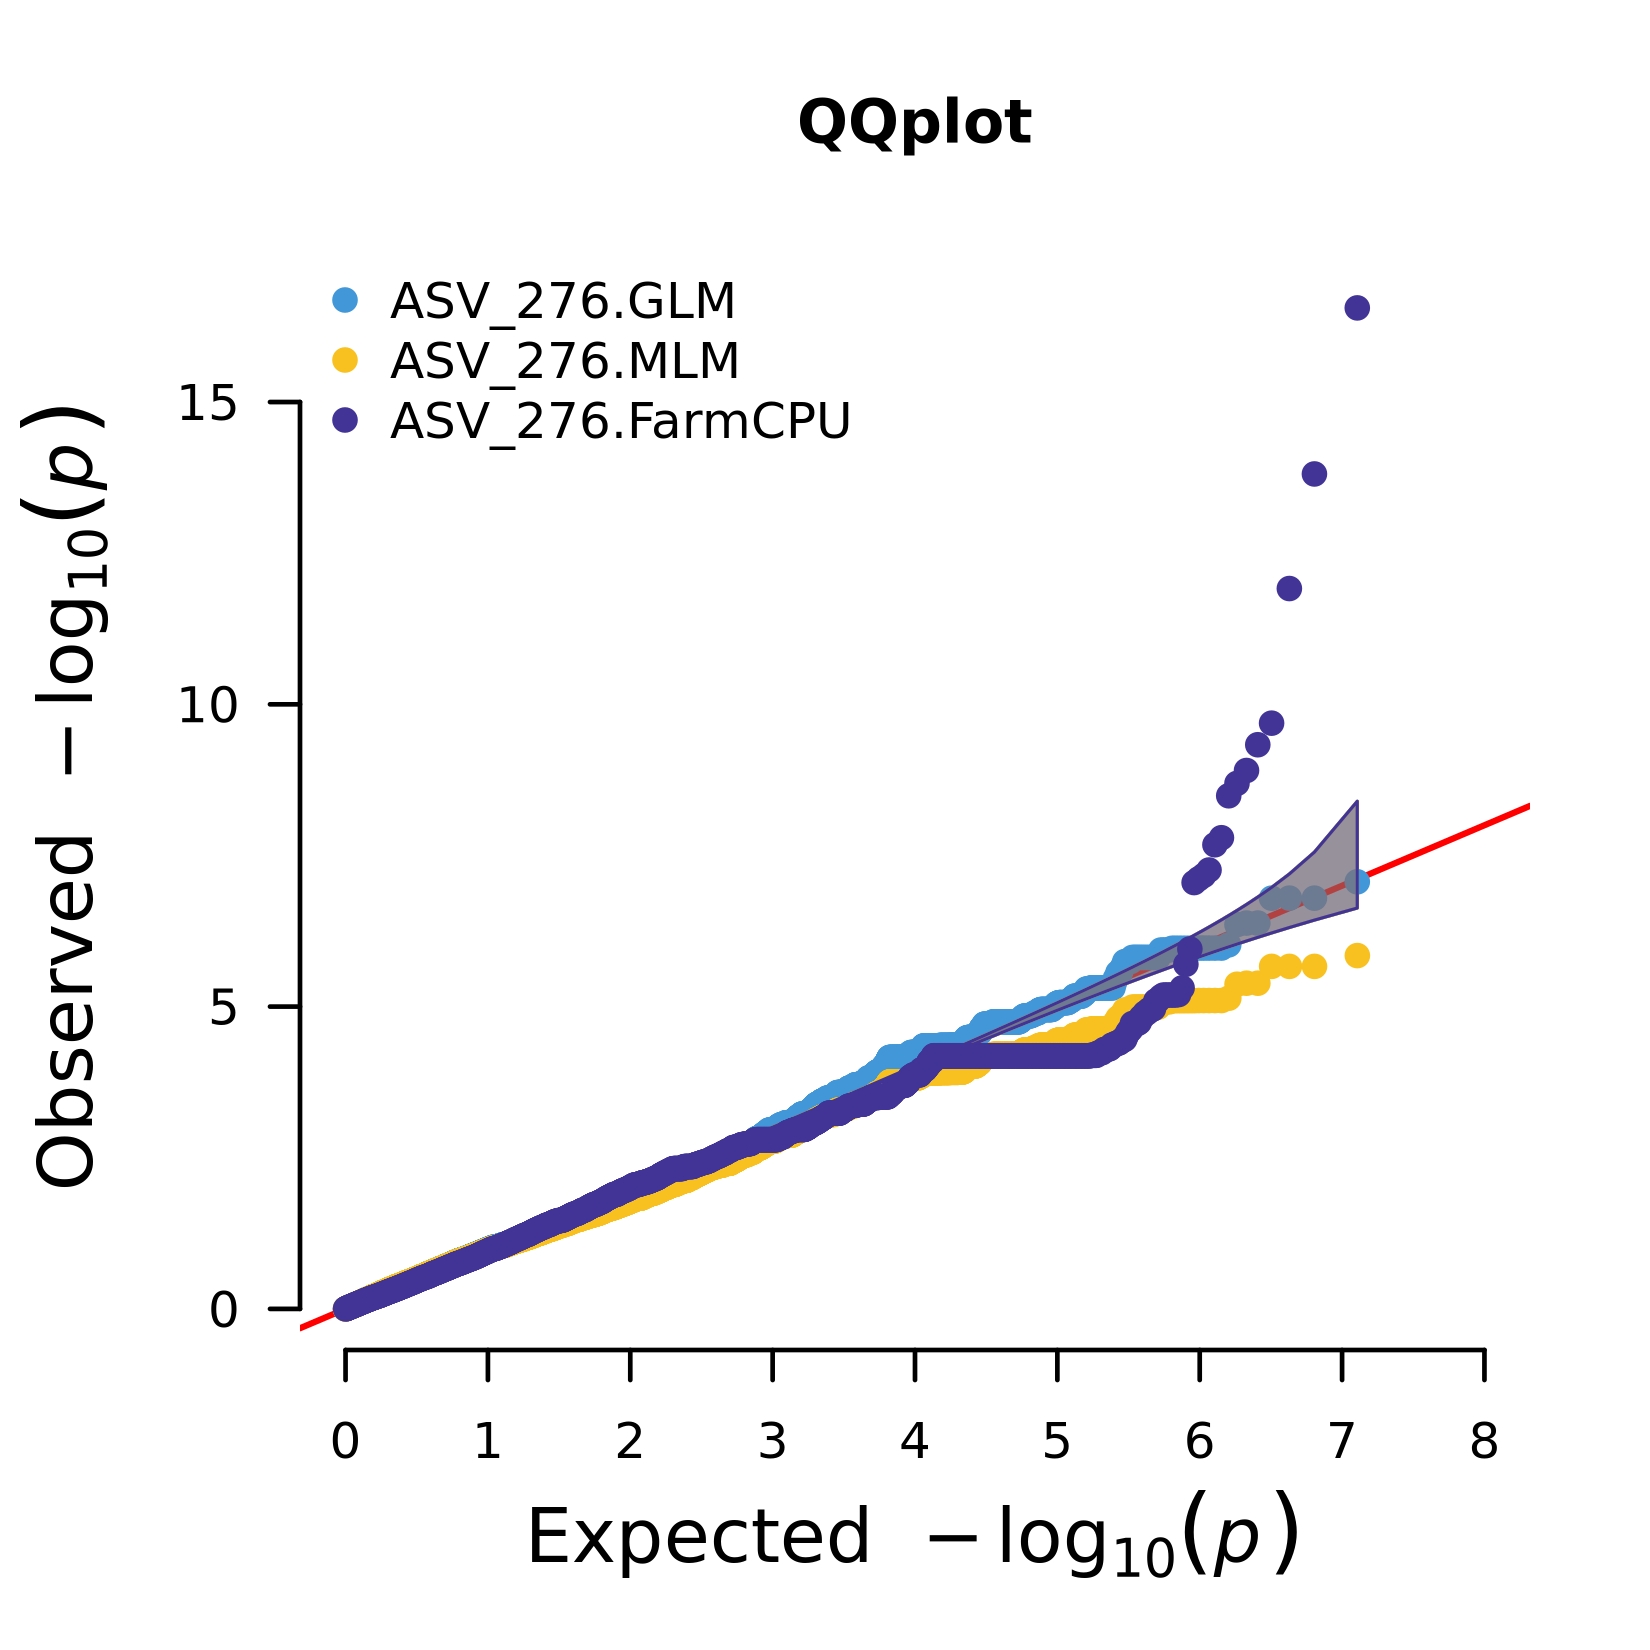 QQplot
ASV_276.GLM
ASV_276.MLM
ASV_276.FarmCPU
Observed −log₁₀(p)
15
10
5
0
0 1 2 3 4 5 6 7 8
Expected −log₁₀(p)